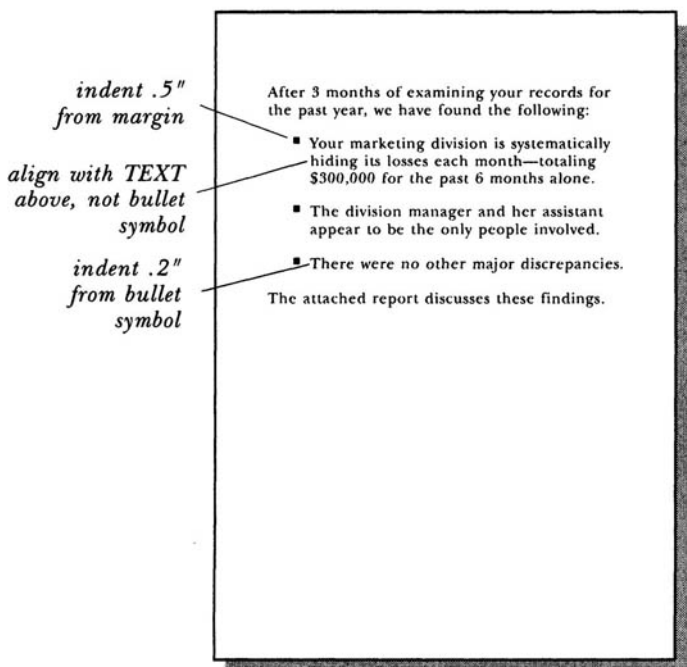 indent .5"
from margin
align with TEXT
above, not bullet
symbol
indent .2"
from bullet
symbol
After 3 months of examining your records for
the past year, we have found the following:
■ Your marketing division is systematically
hiding its losses each month—totaling
$300,000 for the past 6 months alone.
■ The division manager and her assistant
appear to be the only people involved.
■ There were no other major discrepancies.
The attached report discusses these findings.